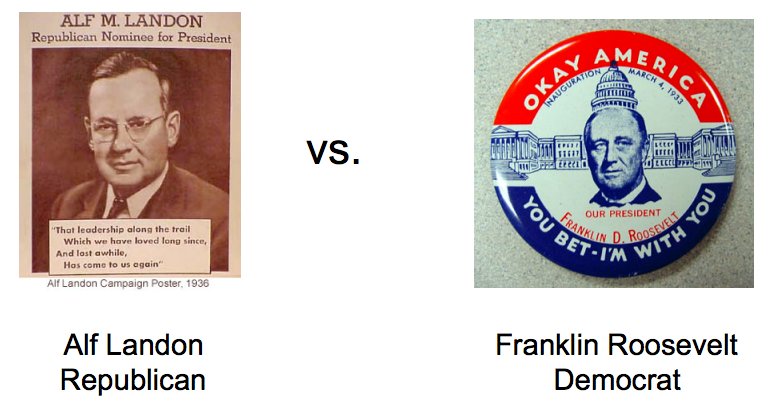 ALF M. LANDON
Republican Nominee for President
"That leadership along the trail
Which we have loved long since,
And lost awhile,
Has come to us again"
Alf Landon Campaign Poster, 1936
vs.
OKAY AMERICA
INAUGURATION MARCH 4, 1933
OUR PRESIDENT
FRANKLIN D. ROOSEVELT
YOU BET-I'M WITH YOU
Alf Landon
Republican
Franklin Roosevelt
Democrat